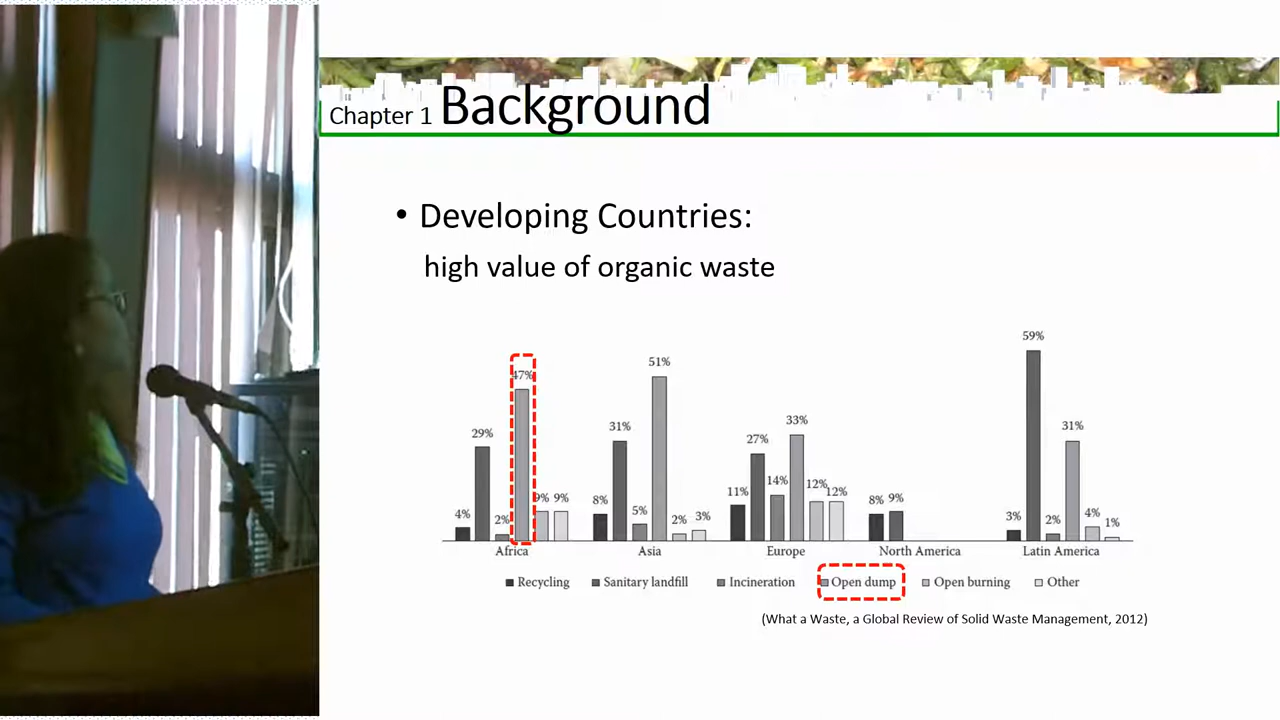 Chapter 1 Background
• Developing Countries:
high value of organic waste
4% 29% 2% 47% 9% 9%
8% 31% 5% 51% 2% 3%
11% 27% 14% 33% 12% 12%
8% 9%
3% 59% 2% 31% 4% 1%
Africa Asia Europe North America Latin America
Recycling Sanitary landfill Incineration Open dump Open burning Other
(What a Waste, a Global Review of Solid Waste Management, 2012)